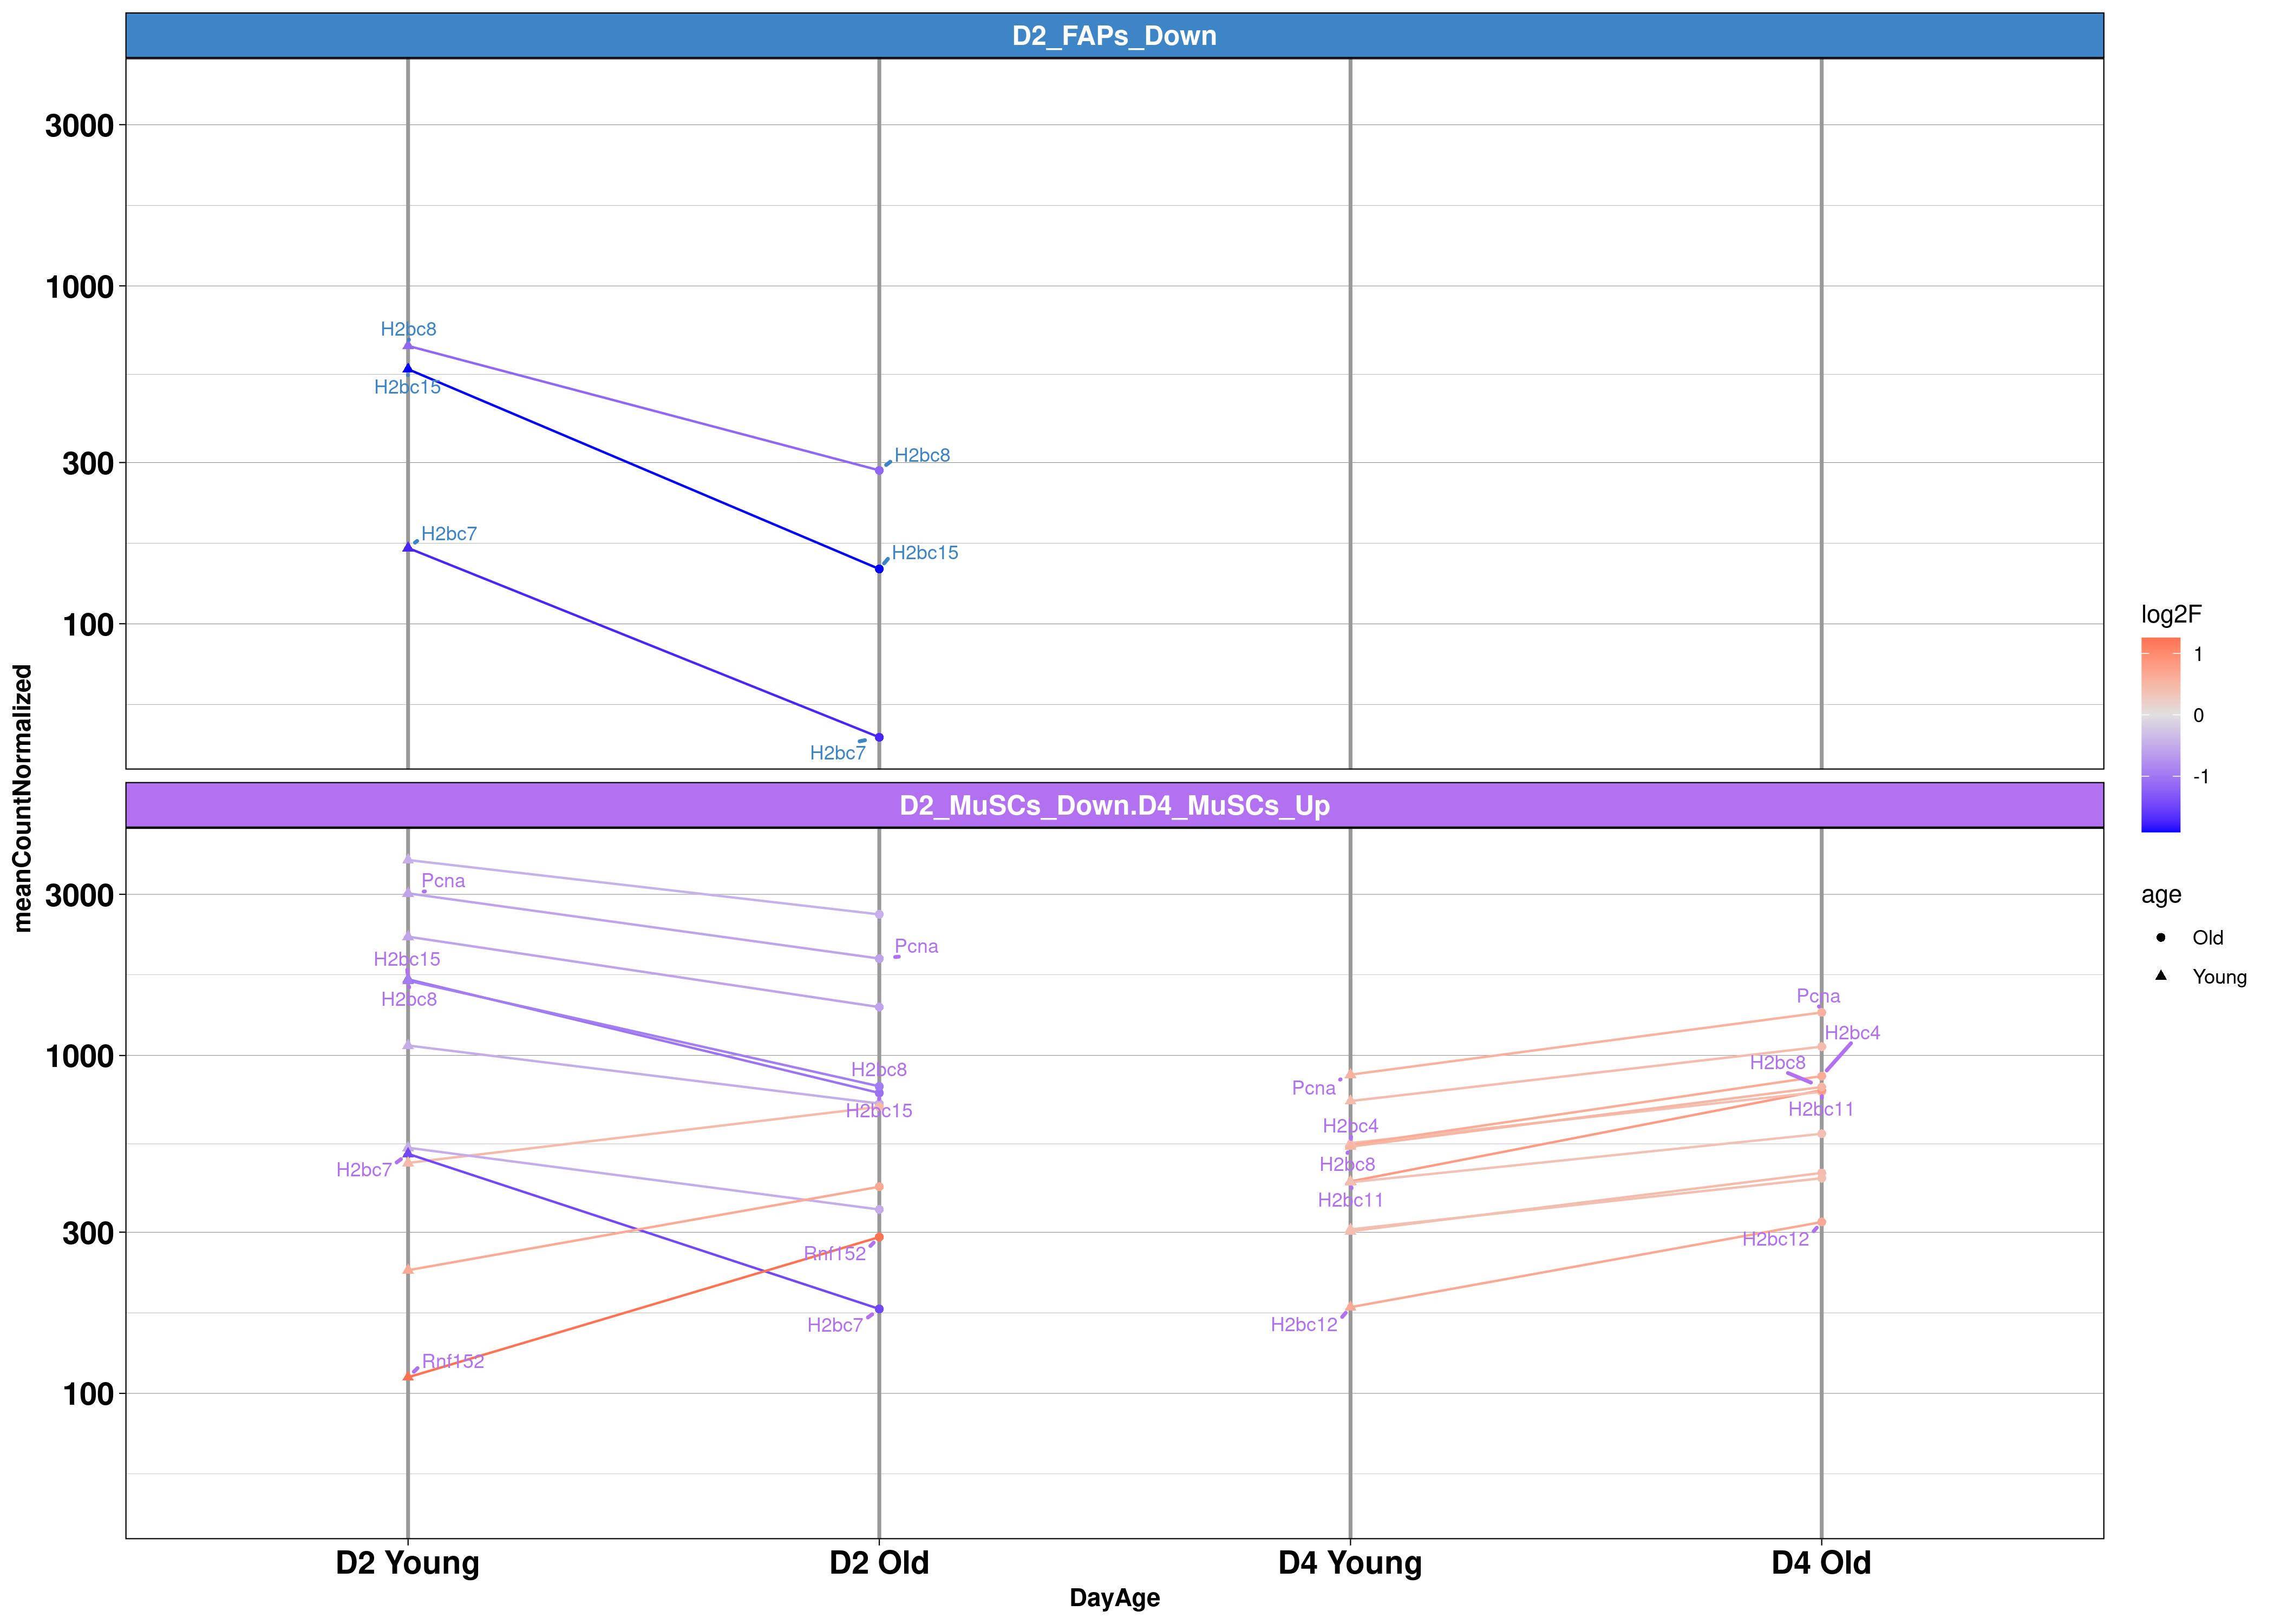 D2_FAPs_Down
3000
1000
300
100
H2bc8
H2bc15
H2bc8
H2bc7
H2bc15
H2bc7
meanCountNormalized
D2_MuSCs_Down.D4_MuSCs_Up
3000
1000
300
100
Pcna
Pcna
H2bc15
H2bc8
H2bc8
H2bc15
H2bc7
Rnf152
H2bc7
Rnf152
Pcna
H2bc4
H2bc8
Pcna
H2bc11
H2bc4
H2bc8
H2bc11
H2bc12
H2bc12
D2 Young
D2 Old
D4 Young
D4 Old
DayAge
log2F
1
0
-1
age
Old
Young